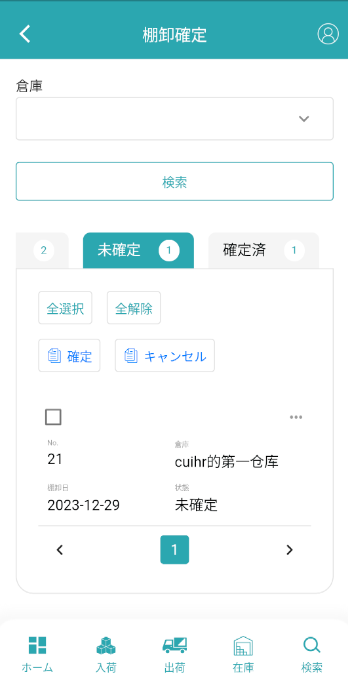 棚卸確定
倉庫
検索
2 未確定 1 確定済 1
全選択 全解除
確定 キャンセル
No. 倉庫
21 cuihr的第一仓库
棚卸日 状態
2023-12-29 未確定
1
ホーム 入荷 出荷 在庫 検索